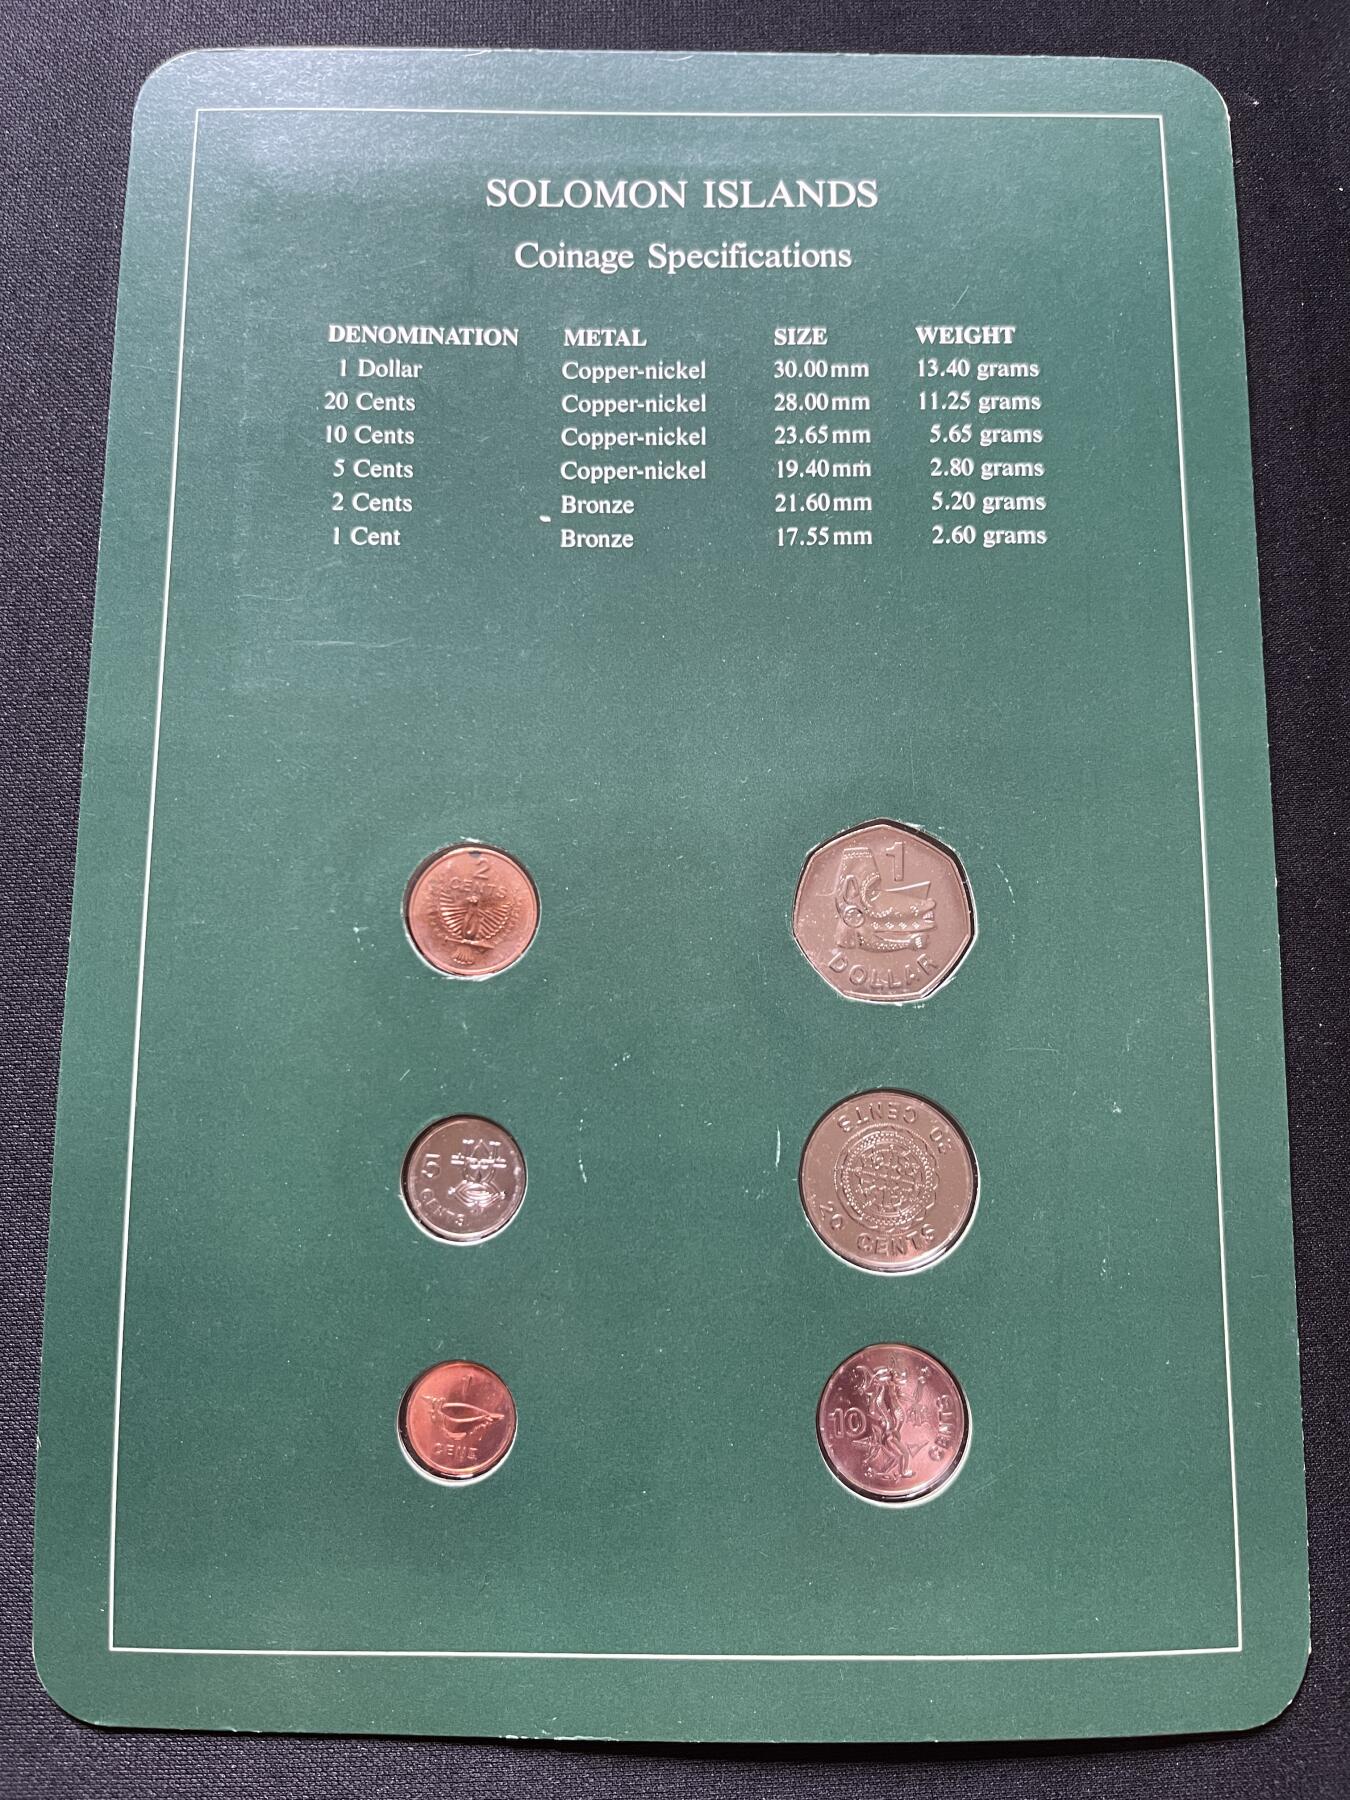 SOLOMON ISLANDS
Coinage Specifications
DENOMINATION METAL SIZE WEIGHT
1 Dollar Copper-nickel 30.00mm 13.40 grams
20 Cents Copper-nickel 28.00mm 11.25 grams
10 Cents Copper-nickel 23.65mm 5.65 grams
5 Cents Copper-nickel 19.40mm 2.80 grams
2 Cents Bronze 21.60mm 5.20 grams
1 Cent Bronze 17.55mm 2.60 grams
2
CENTS
1
DOLLAR
5
CENTS
20 CENTS
20 CENTS
1
CENT
10
CENTS